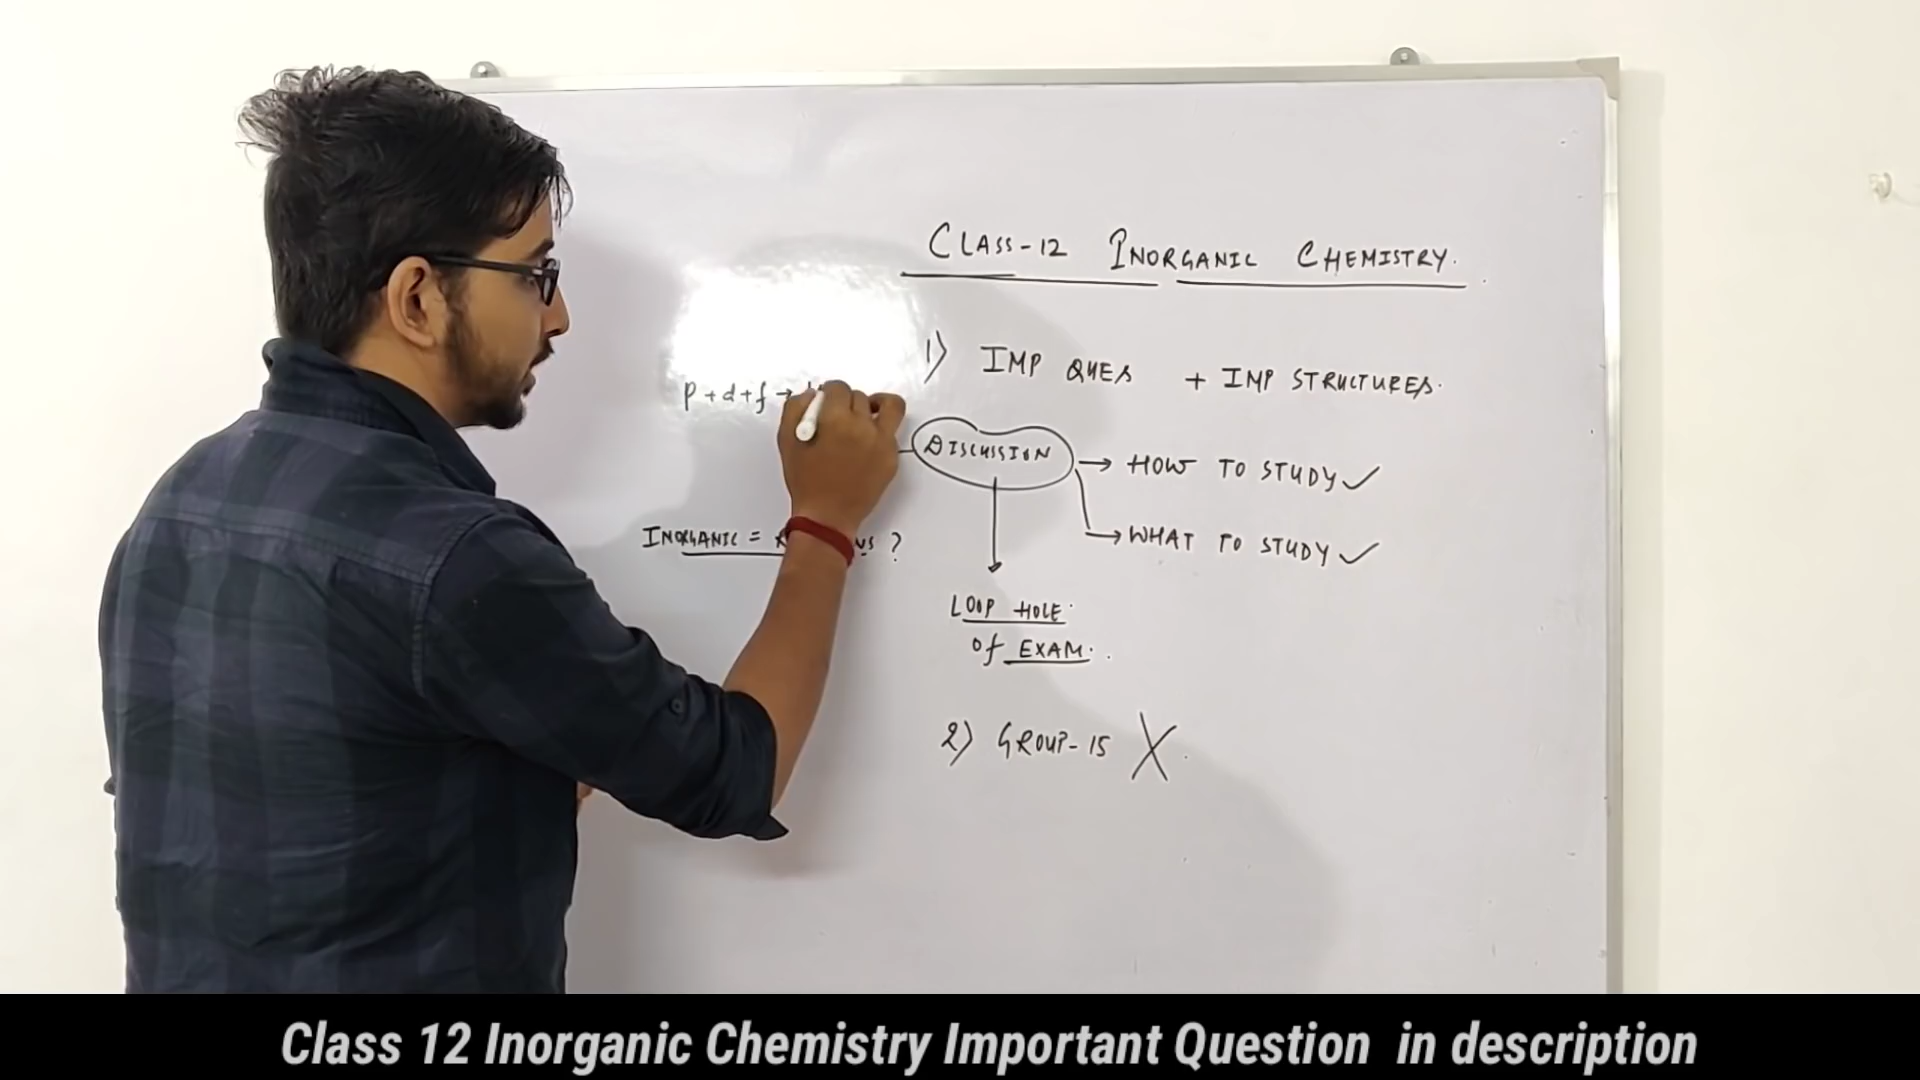 CLASS-12 INORGANIC CHEMISTRY.
1) IMP QUES + IMP STRUCTURES.
p + d + f →
DISCUSSION → HOW TO STUDY ✓
→ WHAT TO STUDY ✓
INORGANIC = ?
LOOP HOLE
of EXAM.
2) GROUP-15 X
Class 12 Inorganic Chemistry Important Question in description